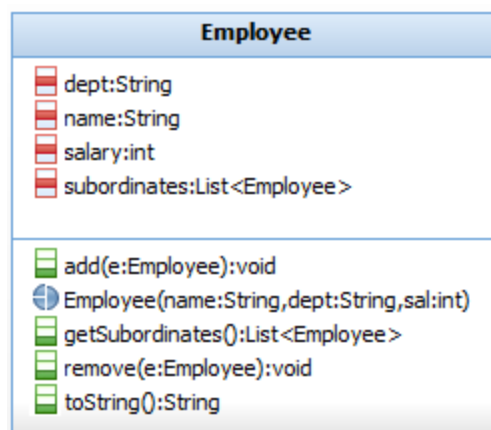 Employee
dept:String
name:String
salary:int
subordinates:List<Employee>
add(e:Employee):void
Employee(name:String,dept:String,sal:int)
getSubordinates():List<Employee>
remove(e:Employee):void
toString():String